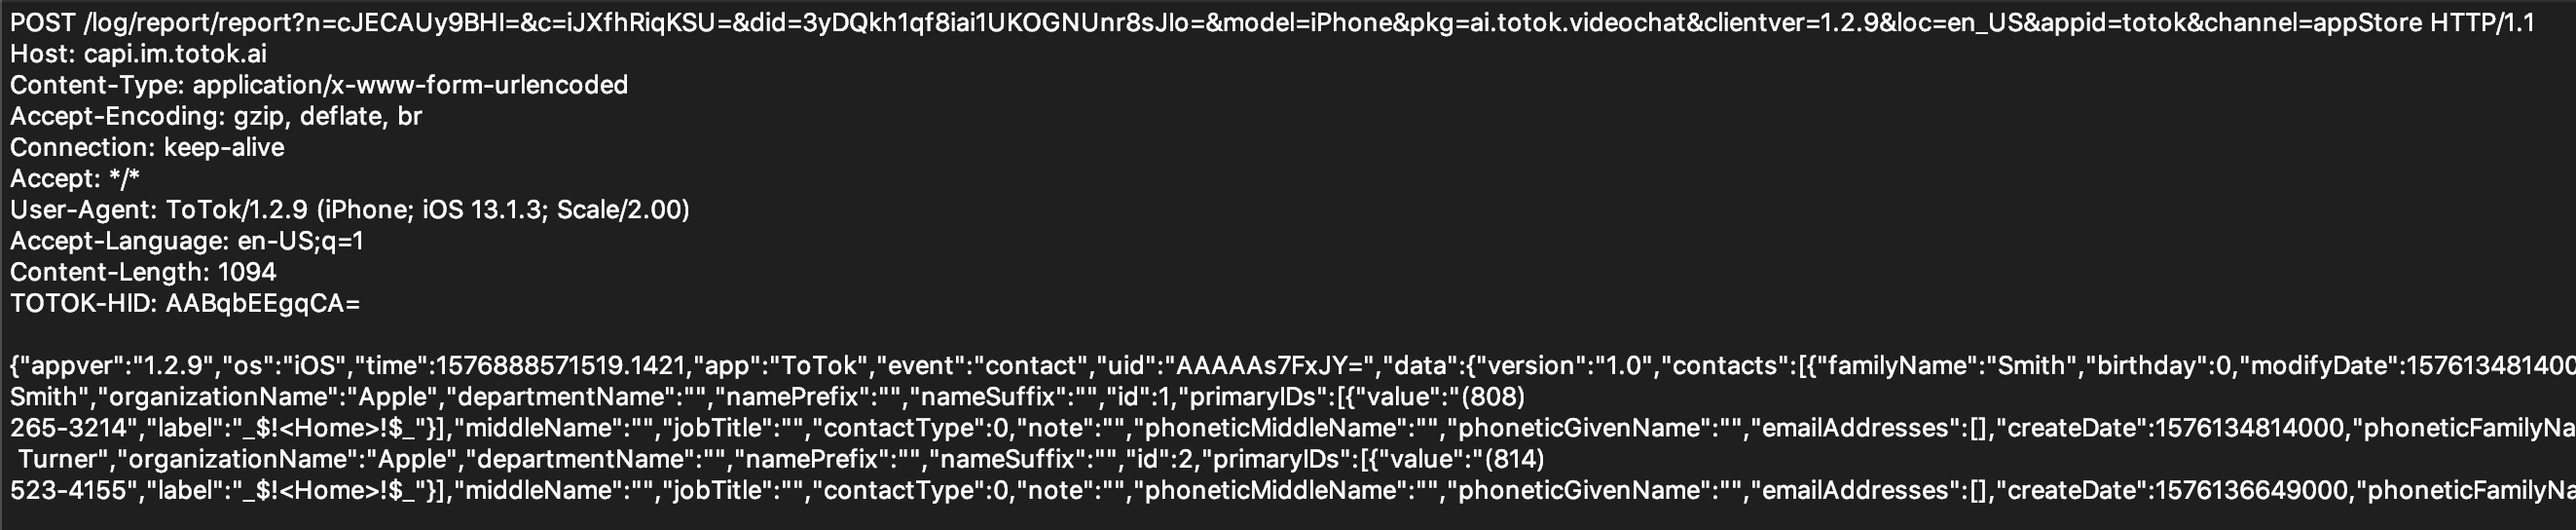 POST /log/report/report?n=cJECAUy9BHI=&c=iJXfhRiqKSU=&did=3yDQkh1qf8iai1UKOGNUnr8sJIo=&model=iPhone&pkg=ai.totok.videochat&clientver=1.2.9&loc=en_US&appid=totok&channel=appStore HTTP/1.1
Host: capi.im.totok.ai
Content-Type: application/x-www-form-urlencoded
Accept-Encoding: gzip, deflate, br
Connection: keep-alive
Accept: */*
User-Agent: ToTok/1.2.9 (iPhone; iOS 13.1.3; Scale/2.00)
Accept-Language: en-US;q=1
Content-Length: 1094
TOTOK-HID: AABqbEEgqCA=
{"appver":"1.2.9","os":"iOS","time":1576888571519.1421,"app":"ToTok","event":"contact","uid":"AAAAAs7FxJY=","data":{"version":"1.0","contacts":[{"familyName":"Smith","birthday":0,"modifyDate":1576134814000
Smith","organizationName":"Apple","departmentName":"","namePrefix":"","nameSuffix":"","id":1,"primaryIDs":[{"value":"(808)
265-3214","label":"_$!<Home>!$_"}],"middleName":"","jobTitle":"","contactType":0,"note":"","phoneticMiddleName":"","phoneticGivenName":"","emailAddresses":[],"createDate":1576134814000,"phoneticFamilyNa
Turner","organizationName":"Apple","departmentName":"","namePrefix":"","nameSuffix":"","id":2,"primaryIDs":[{"value":"(814)
523-4155","label":"_$!<Home>!$_"}],"middleName":"","jobTitle":"","contactType":0,"note":"","phoneticMiddleName":"","phoneticGivenName":"","emailAddresses":[],"createDate":1576136649000,"phoneticFamilyNa